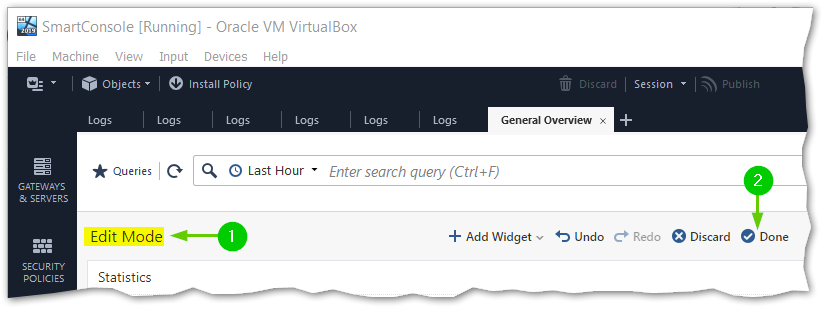 SmartConsole [Running] - Oracle VM VirtualBox
File Machine View Input Devices Help
Objects Install Policy Discard Session Publish
Logs Logs Logs Logs Logs Logs General Overview × +
GATEWAYS
& SERVERS
Queries Last Hour Enter search query (Ctrl+F)
2
Edit Mode 1 + Add Widget Undo Redo Discard Done
SECURITY
POLICIES
Statistics